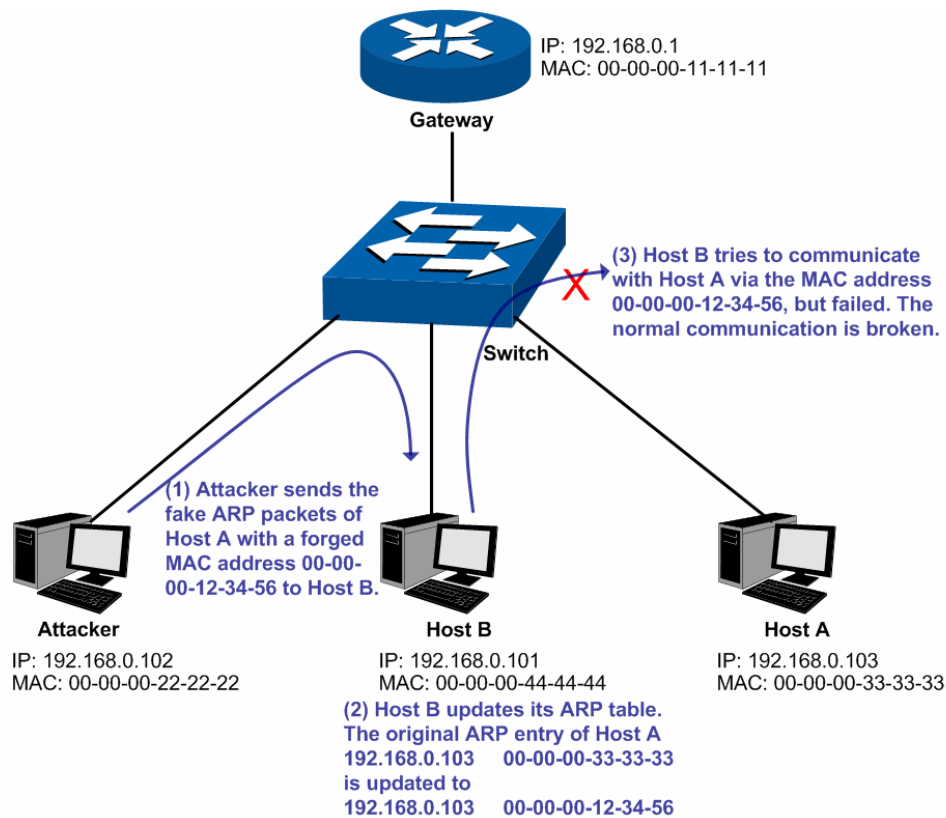 IP: 192.168.0.1
MAC: 00-00-00-11-11-11
Gateway
(3) Host B tries to communicate
with Host A via the MAC address
00-00-00-12-34-56, but failed. The
normal communication is broken.
X
Switch
(1) Attacker sends the
fake ARP packets of
Host A with a forged
MAC address 00-00-
00-12-34-56 to Host B.
Attacker
IP: 192.168.0.102
MAC: 00-00-00-22-22-22
Host B
IP: 192.168.0.101
MAC: 00-00-00-44-44-44
Host A
IP: 192.168.0.103
MAC: 00-00-00-33-33-33
(2) Host B updates its ARP table.
The original ARP entry of Host A
192.168.0.103 00-00-00-33-33-33
is updated to
192.168.0.103 00-00-00-12-34-56